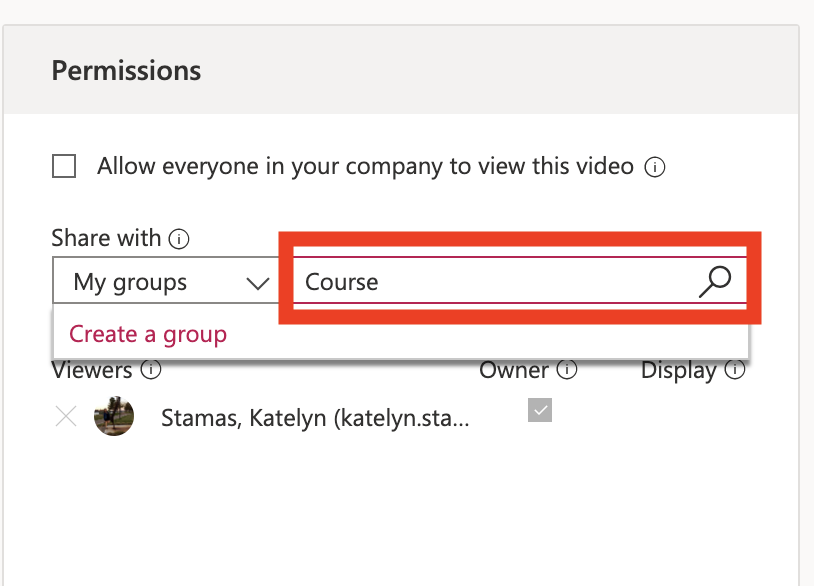 Permissions
Allow everyone in your company to view this video
Share with
My groups Course
Create a group
Viewers Owner Display
Stamas, Katelyn (katelyn.sta...